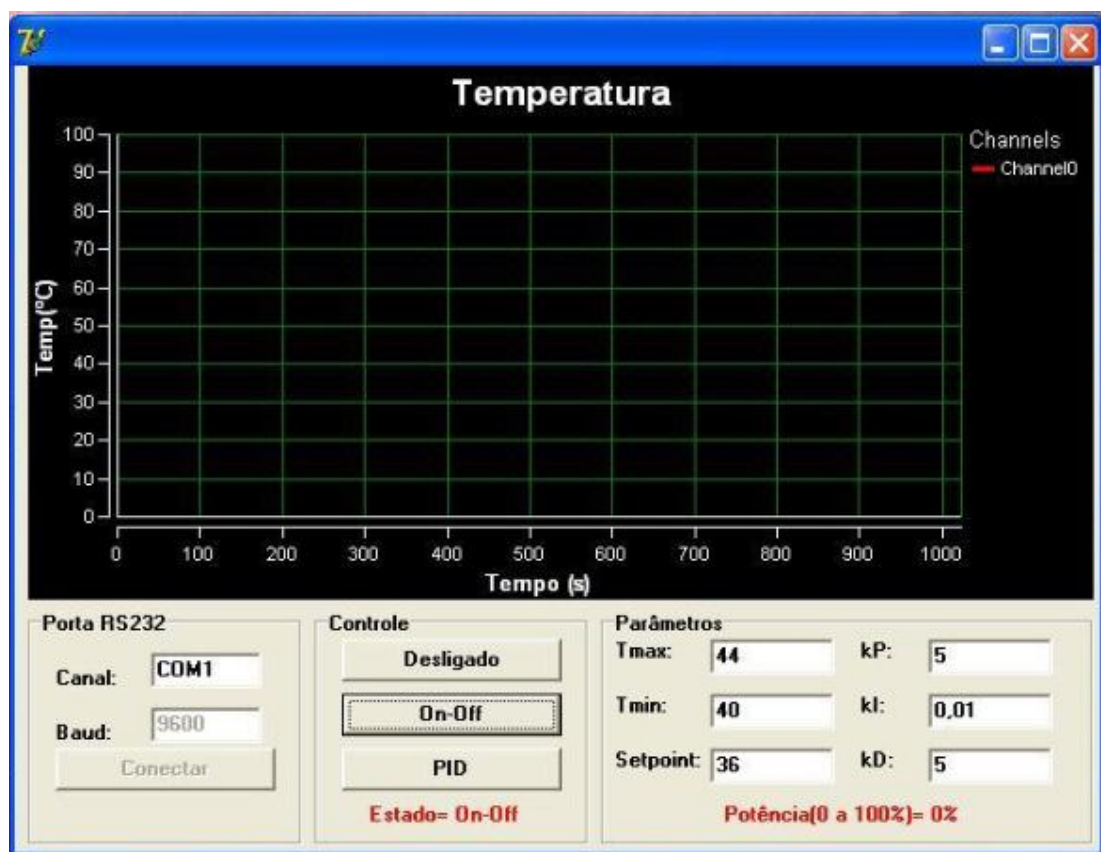 Temperatura
Channels
Channel0
100
90
80
70
60
50
40
30
20
10
0
Temp(ºC)
0 100 200 300 400 500 600 700 800 900 1000
Tempo (s)
Porta RS232
Canal: COM1
Baud: 9600
Conectar
Controle
Desligado
On-Off
PID
Estado= On-Off
Parâmetros
Tmax: 44 kP: 5
Tmin: 40 kI: 0,01
Setpoint: 36 kD: 5
Potência(0 a 100%)= 0%